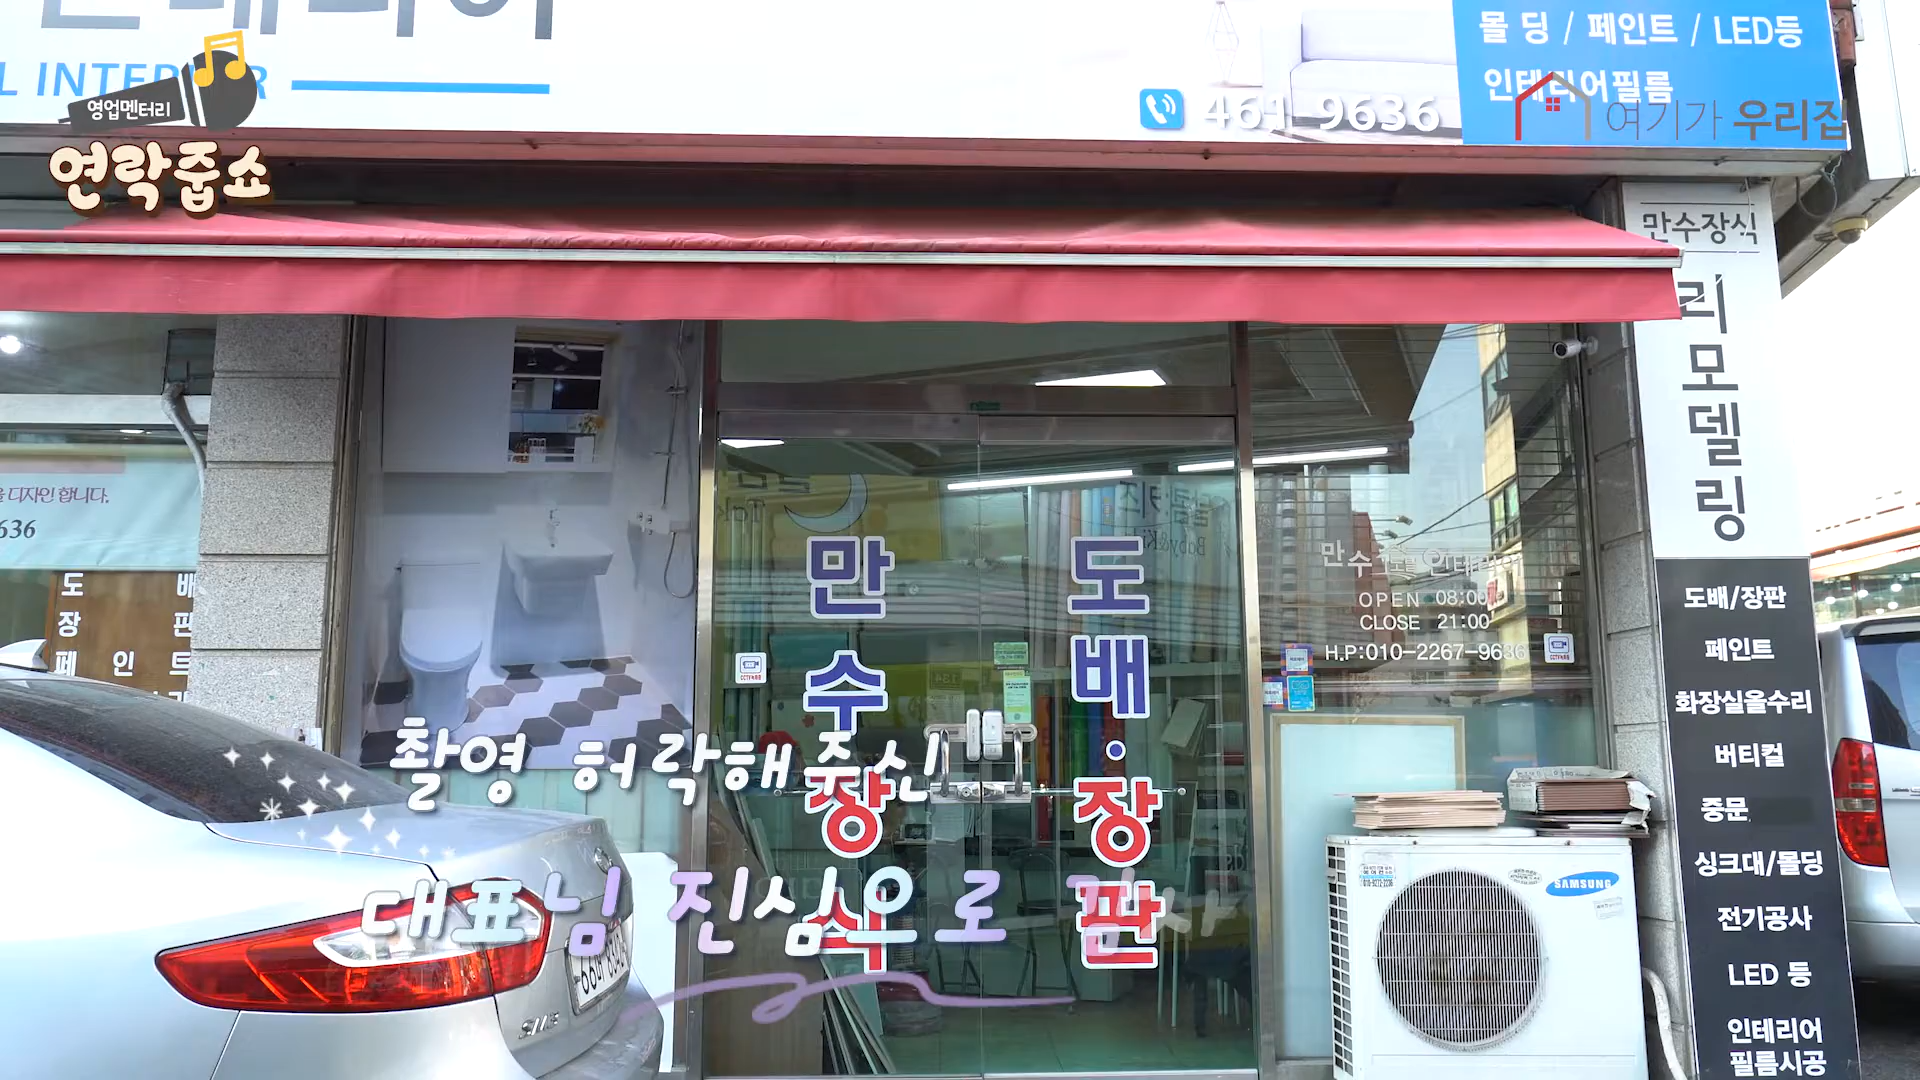 몰딩 / 페인트 / LED등
인테리어필름
461 9636
여기가 우리집
영업멘터리
연락줍쇼
만수장식
리모델링
디자인 합니다.
636
도배
장판
페인트
만수장식
도배·장판
OPEN 08:00
CLOSE 21:00
H.P:010-2267-9636
도배/장판
페인트
화장실올수리
버티컬
중문
싱크대/몰딩
전기공사
LED 등
인테리어
필름시공
SAMSUNG
SM3
촬영 허락해주신
대표님 진심으로 감사